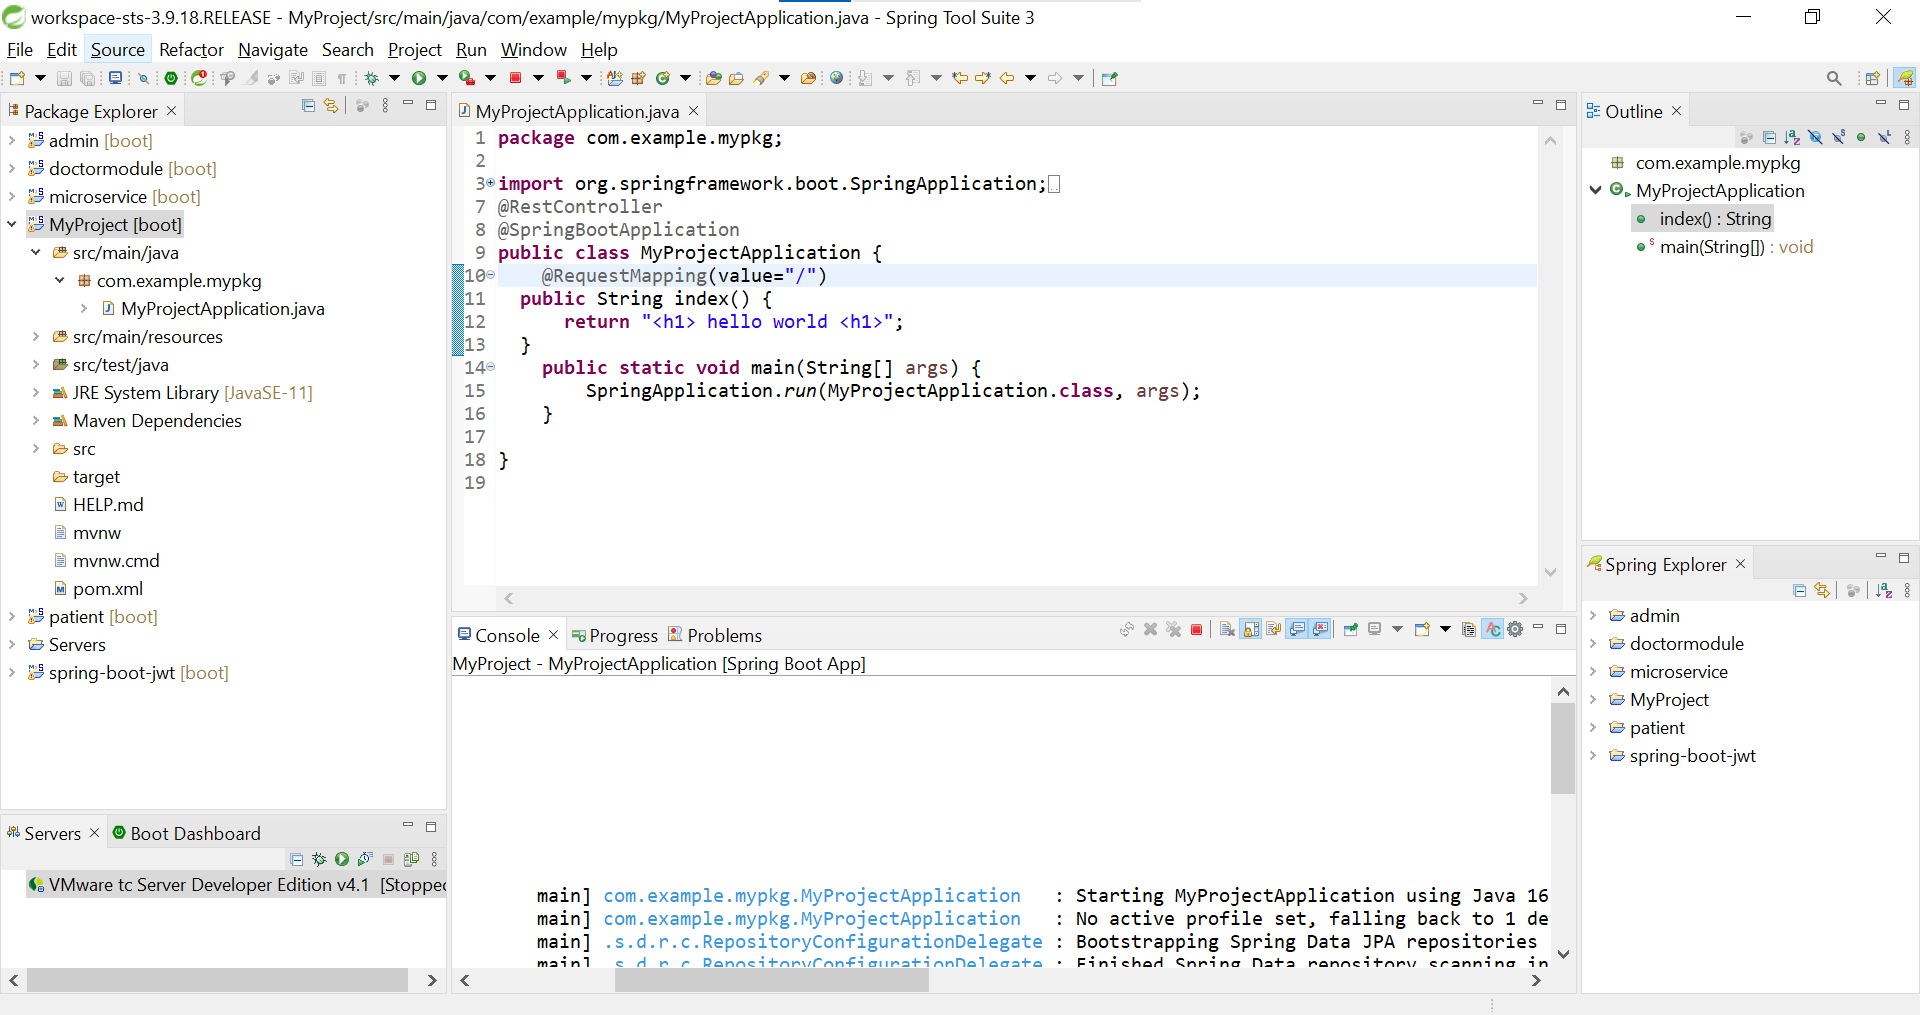 workspace-sts-3.9.18.RELEASE - MyProject/src/main/java/com/example/mypkg/MyProjectApplication.java - Spring Tool Suite 3
File Edit Source Refactor Navigate Search Project Run Window Help
Package Explorer
admin [boot]
doctormodule [boot]
microservice [boot]
MyProject [boot]
src/main/java
com.example.mypkg
MyProjectApplication.java
src/main/resources
src/test/java
JRE System Library [JavaSE-11]
Maven Dependencies
src
target
HELP.md
mvnw
mvnw.cmd
pom.xml
patient [boot]
Servers
spring-boot-jwt [boot]
Servers Boot Dashboard
VMware tc Server Developer Edition v4.1 [Stopped
MyProjectApplication.java
1 package com.example.mypkg;
2
3 import org.springframework.boot.SpringApplication;
7 @RestController
8 @SpringBootApplication
9 public class MyProjectApplication {
10 @RequestMapping(value="/")
11 public String index() {
12 return "<h1> hello world <h1>";
13 }
14 public static void main(String[] args) {
15 SpringApplication.run(MyProjectApplication.class, args);
16 }
17
18 }
19
Console Progress Problems
MyProject - MyProjectApplication [Spring Boot App]
main] com.example.mypkg.MyProjectApplication : Starting MyProjectApplication using Java 16
main] com.example.mypkg.MyProjectApplication : No active profile set, falling back to 1 de
main] .s.d.r.c.RepositoryConfigurationDelegate : Bootstrapping Spring Data JPA repositories
main] .s.d.r.c.RepositoryConfigurationDelegate : Finished Spring Data repository scanning in
Outline
com.example.mypkg
MyProjectApplication
index() : String
main(String[]) : void
Spring Explorer
admin
doctormodule
microservice
MyProject
patient
spring-boot-jwt